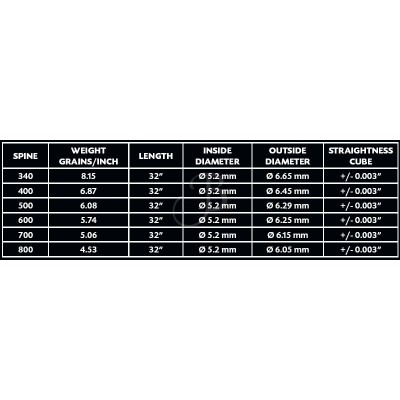 SPINE WEIGHT GRAINS/INCH LENGTH INSIDE DIAMETER OUTSIDE DIAMETER STRAIGHTNESS CUBE
340 8.15 32” Ø 5.2 mm Ø 6.65 mm +/- 0.003”
400 6.87 32” Ø 5.2 mm Ø 6.45 mm +/- 0.003”
500 6.08 32” Ø 5.2 mm Ø 6.29 mm +/- 0.003”
600 5.74 32” Ø 5.2 mm Ø 6.25 mm +/- 0.003”
700 5.06 32” Ø 5.2 mm Ø 6.15 mm +/- 0.003”
800 4.53 32” Ø 5.2 mm Ø 6.05 mm +/- 0.003”